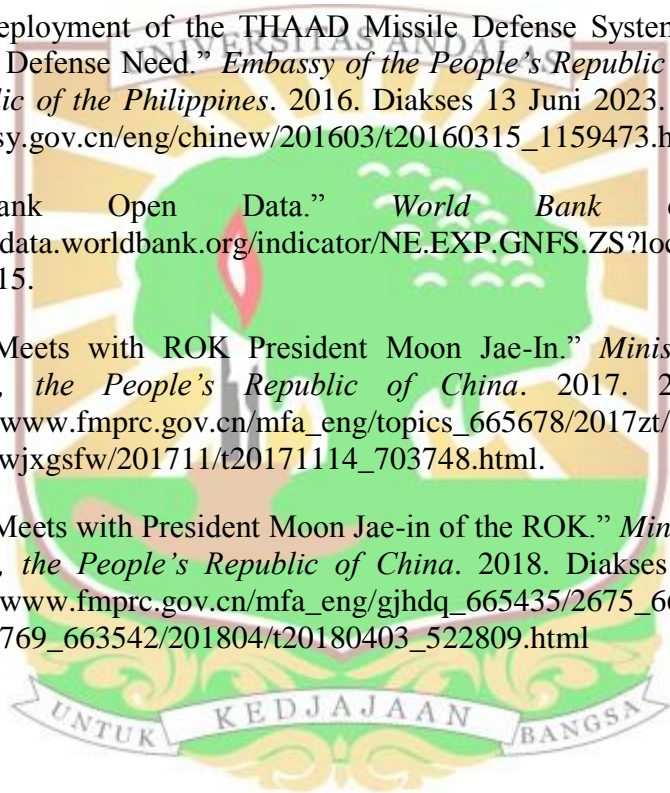 eployment of the THAAD Missile Defense System
UNIVERSITAS ANDALAS
Defense Need.” Embassy of the People’s Republic
lic of the Philippines. 2016. Diakses 13 Juni 2023.
sy.gov.cn/eng/chinew/201603/t20160315_1159473.h
ank Open Data.” World Bank
data.worldbank.org/indicator/NE.EXP.GNFS.ZS?loc
15.
Meets with ROK President Moon Jae-In.” Minis
, the People’s Republic of China. 2017. 2
www.fmprc.gov.cn/mfa_eng/topics_665678/2017zt/
wjxgsfw/201711/t20171114_703748.html.
Meets with President Moon Jae-in of the ROK.” Min
, the People’s Republic of China. 2018. Diakses
www.fmprc.gov.cn/mfa_eng/gjhdq_665435/2675_66
769_663542/201804/t20180403_522809.html
UNTUK KEDJAJAAN BANGSA